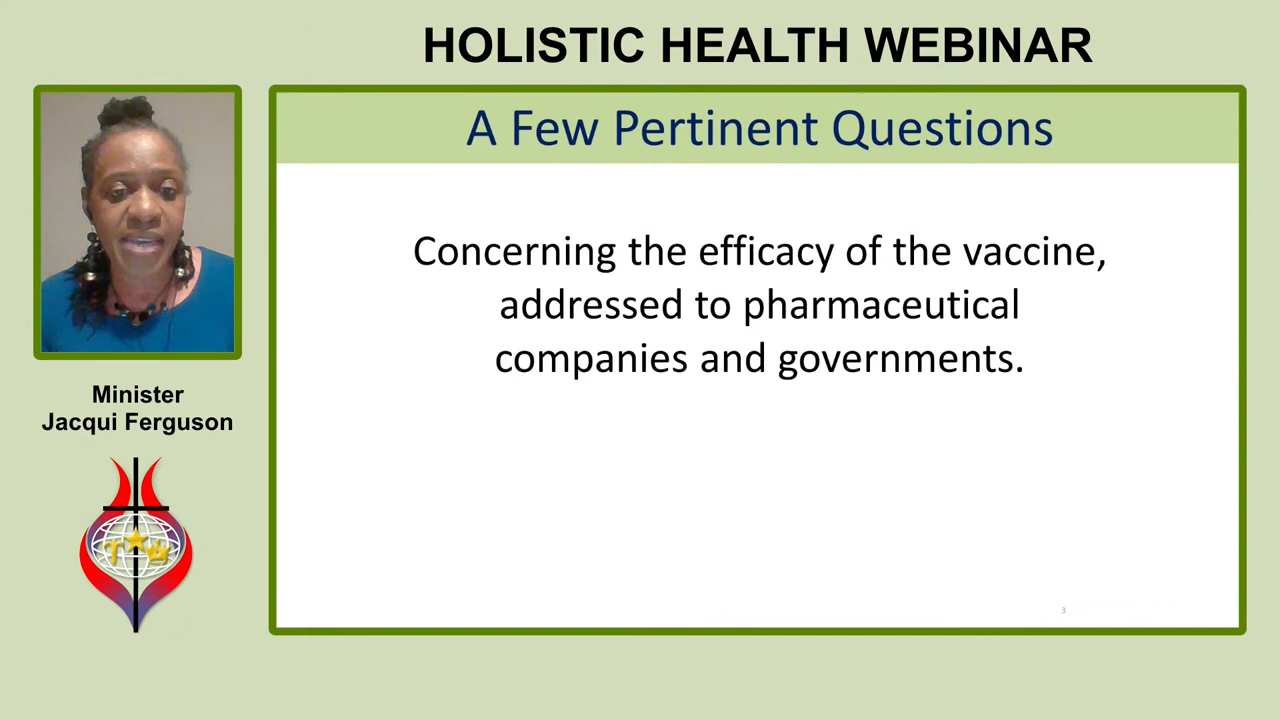 HOLISTIC HEALTH WEBINAR
A Few Pertinent Questions
Concerning the efficacy of the vaccine,
addressed to pharmaceutical
companies and governments.
3
Minister
Jacqui Ferguson